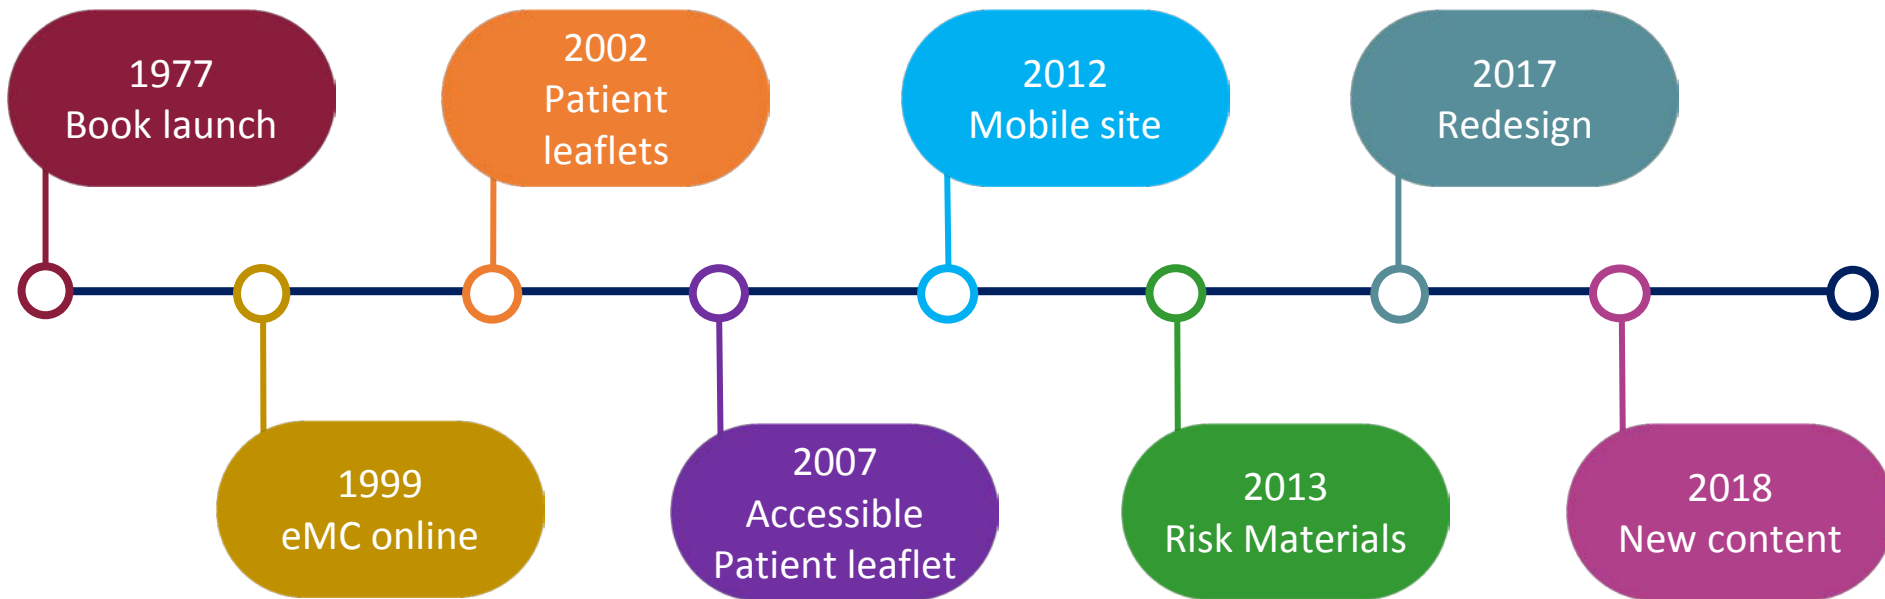 1977
Book launch
1999
eMC online
2002
Patient
leaflets
2007
Accessible
Patient leaflet
2012
Mobile site
2013
Risk Materials
2017
Redesign
2018
New content